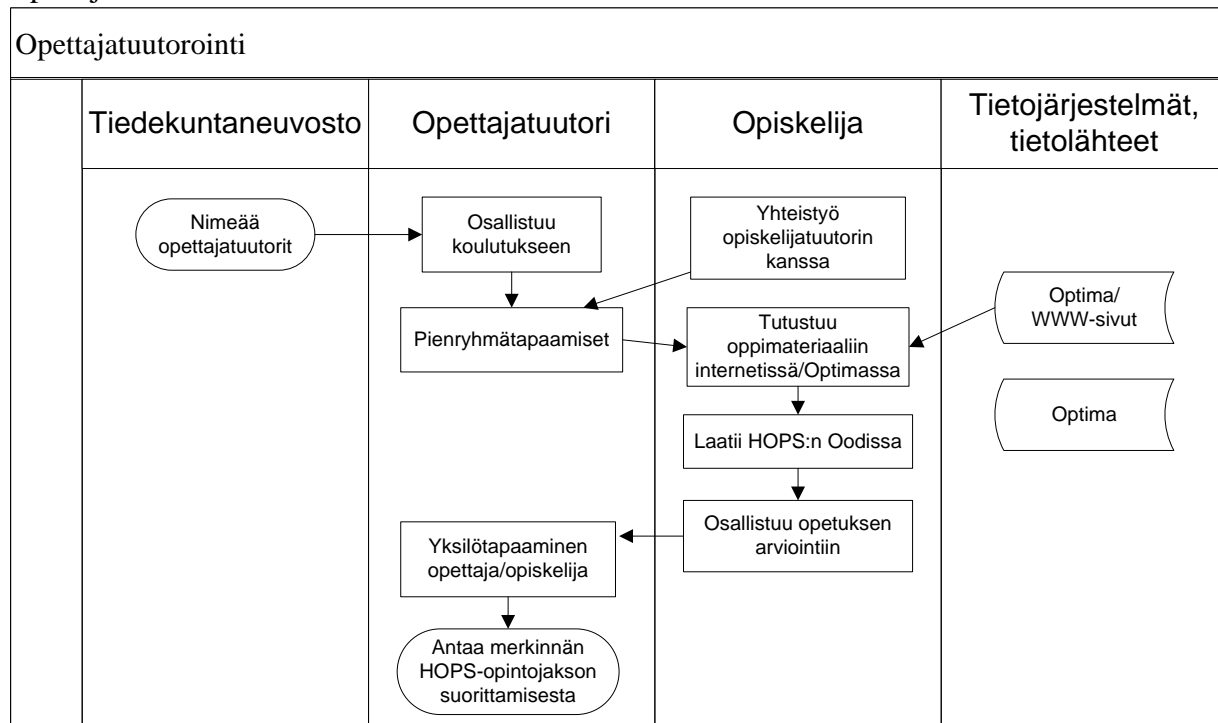 Opettajatuutorointi
Tiedekuntaneuvosto
Opettajatuutori
Opiskelija
Tietojärjestelmät,
tietolähteet
Nimeää
opettajatuutorit
Osallistuu
koulutukseen
Yhteistyö
opiskelijatuutorin
kanssa
Pienryhmätapaamiset
Tutustuu
oppimateriaaliin
internetissä/Optimassa
Optima/
WWW-sivut
Laatii HOPS:n Oodissa
Optima
Osallistuu opetuksen
arviointiin
Yksilötapaaminen
opettaja/opiskelija
Antaa merkinnän
HOPS-opintojakson
suorittamisesta